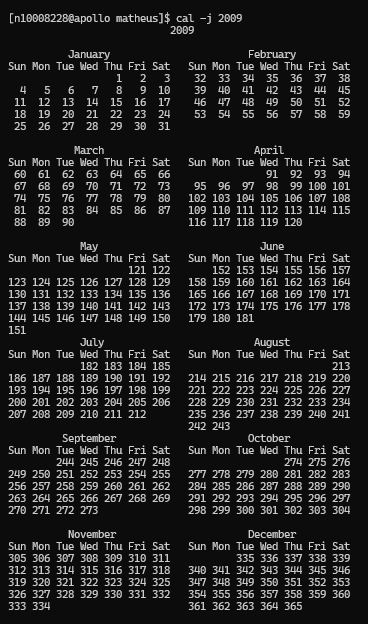 [n10008228@apollo matheus]$ cal -j 2009
                           2009

          January                       February
Sun Mon Tue Wed Thu Fri Sat   Sun Mon Tue Wed Thu Fri Sat
                  1   2   3    32  33  34  35  36  37  38
  4   5   6   7   8   9  10    39  40  41  42  43  44  45
 11  12  13  14  15  16  17    46  47  48  49  50  51  52
 18  19  20  21  22  23  24    53  54  55  56  57  58  59
 25  26  27  28  29  30  31

           March                         April
Sun Mon Tue Wed Thu Fri Sat   Sun Mon Tue Wed Thu Fri Sat
 60  61  62  63  64  65  66                91  92  93  94
 67  68  69  70  71  72  73    95  96  97  98  99 100 101
 74  75  76  77  78  79  80   102 103 104 105 106 107 108
 81  82  83  84  85  86  87   109 110 111 112 113 114 115
 88  89  90                   116 117 118 119 120

            May                           June
Sun Mon Tue Wed Thu Fri Sat   Sun Mon Tue Wed Thu Fri Sat
                    121 122       152 153 154 155 156 157
123 124 125 126 127 128 129   158 159 160 161 162 163 164
130 131 132 133 134 135 136   165 166 167 168 169 170 171
137 138 139 140 141 142 143   172 173 174 175 176 177 178
144 145 146 147 148 149 150   179 180 181
151
            July                         August
Sun Mon Tue Wed Thu Fri Sat   Sun Mon Tue Wed Thu Fri Sat
            182 183 184 185                           213
186 187 188 189 190 191 192   214 215 216 217 218 219 220
193 194 195 196 197 198 199   221 222 223 224 225 226 227
200 201 202 203 204 205 206   228 229 230 231 232 233 234
207 208 209 210 211 212       235 236 237 238 239 240 241
                              242 243
         September                      October
Sun Mon Tue Wed Thu Fri Sat   Sun Mon Tue Wed Thu Fri Sat
        244 245 246 247 248                   274 275 276
249 250 251 252 253 254 255   277 278 279 280 281 282 283
256 257 258 259 260 261 262   284 285 286 287 288 289 290
263 264 265 266 267 268 269   291 292 293 294 295 296 297
270 271 272 273               298 299 300 301 302 303 304

          November                      December
Sun Mon Tue Wed Thu Fri Sat   Sun Mon Tue Wed Thu Fri Sat
305 306 307 308 309 310 311           335 336 337 338 339
312 313 314 315 316 317 318   340 341 342 343 344 345 346
319 320 321 322 323 324 325   347 348 349 350 351 352 353
326 327 328 329 330 331 332   354 355 356 357 358 359 360
333 334                       361 362 363 364 365